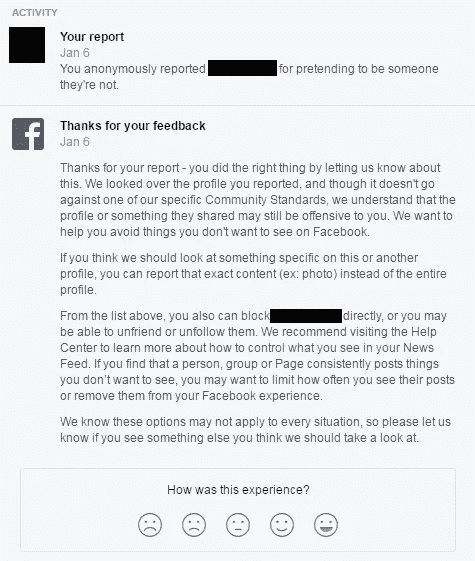 ACTIVITY
Your report
Jan 6
You anonymously reported for pretending to be someone
they're not.
Thanks for your feedback
Jan 6
Thanks for your report - you did the right thing by letting us know about
this. We looked over the profile you reported, and though it doesn't go
against one of our specific Community Standards, we understand that the
profile or something they shared may still be offensive to you. We want to
help you avoid things you don't want to see on Facebook.
If you think we should look at something specific on this or another
profile, you can report that exact content (ex: photo) instead of the entire
profile.
From the list above, you also can block directly, or you may
be able to unfriend or unfollow them. We recommend visiting the Help
Center to learn more about how to control what you see in your News
Feed. If you find that a person, group or Page consistently posts things
you don't want to see, you may want to limit how often you see their posts
or remove them from your Facebook experience.
We know these options may not apply to every situation, so please let us
know if you see something else you think we should take a look at.
How was this experience?